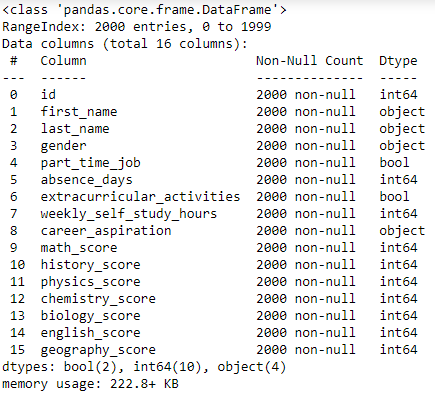 <class 'pandas.core.frame.DataFrame'>
RangeIndex: 2000 entries, 0 to 1999
Data columns (total 16 columns):
 #   Column                      Non-Null Count  Dtype
---  ------                      --------------  -----
 0   id                          2000 non-null   int64
 1   first_name                  2000 non-null   object
 2   last_name                   2000 non-null   object
 3   gender                      2000 non-null   object
 4   part_time_job               2000 non-null   bool
 5   absence_days                2000 non-null   int64
 6   extracurricular_activities  2000 non-null   bool
 7   weekly_self_study_hours     2000 non-null   int64
 8   career_aspiration           2000 non-null   object
 9   math_score                  2000 non-null   int64
 10  history_score               2000 non-null   int64
 11  physics_score               2000 non-null   int64
 12  chemistry_score             2000 non-null   int64
 13  biology_score               2000 non-null   int64
 14  english_score               2000 non-null   int64
 15  geography_score             2000 non-null   int64
dtypes: bool(2), int64(10), object(4)
memory usage: 222.8+ KB